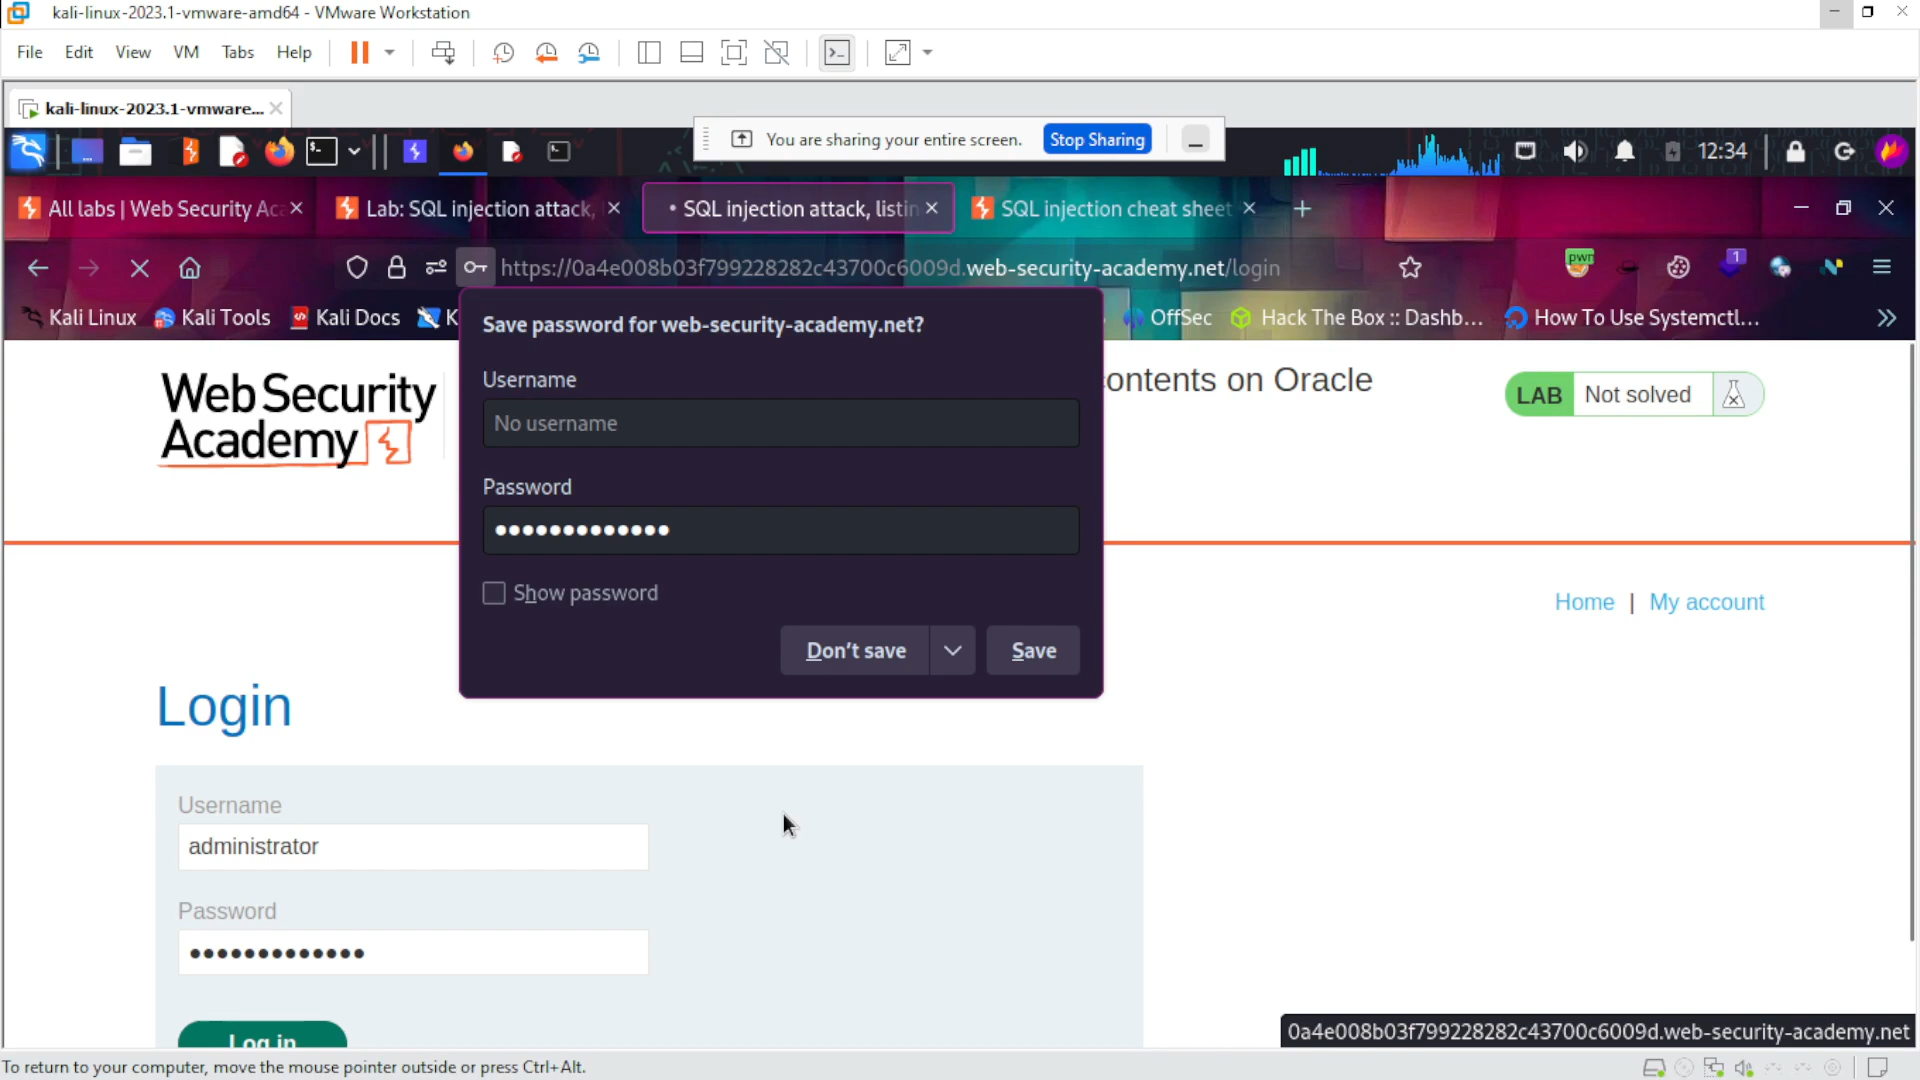 kali-linux-2023.1-vmware-amd64 - VMware Workstation
File Edit View VM Tabs Help
kali-linux-2023.1-vmware...
You are sharing your entire screen. Stop Sharing
12:34
All labs | Web Security Ac
Lab: SQL injection attack,
SQL injection attack, listin
SQL injection cheat sheet
https://0a4e008b03f799228282c43700c6009d.web-security-academy.net/login
pwn
1
Kali Linux Kali Tools Kali Docs K OffSec Hack The Box :: Dashb... How To Use Systemctl...
Save password for web-security-academy.net?
Username
No username
Password
Show password
Don't save Save
Web Security
Academy
ontents on Oracle
LAB Not solved
Home | My account
Login
Username
administrator
Password
Log in
0a4e008b03f799228282c43700c6009d.web-security-academy.net
To return to your computer, move the mouse pointer outside or press Ctrl+Alt.